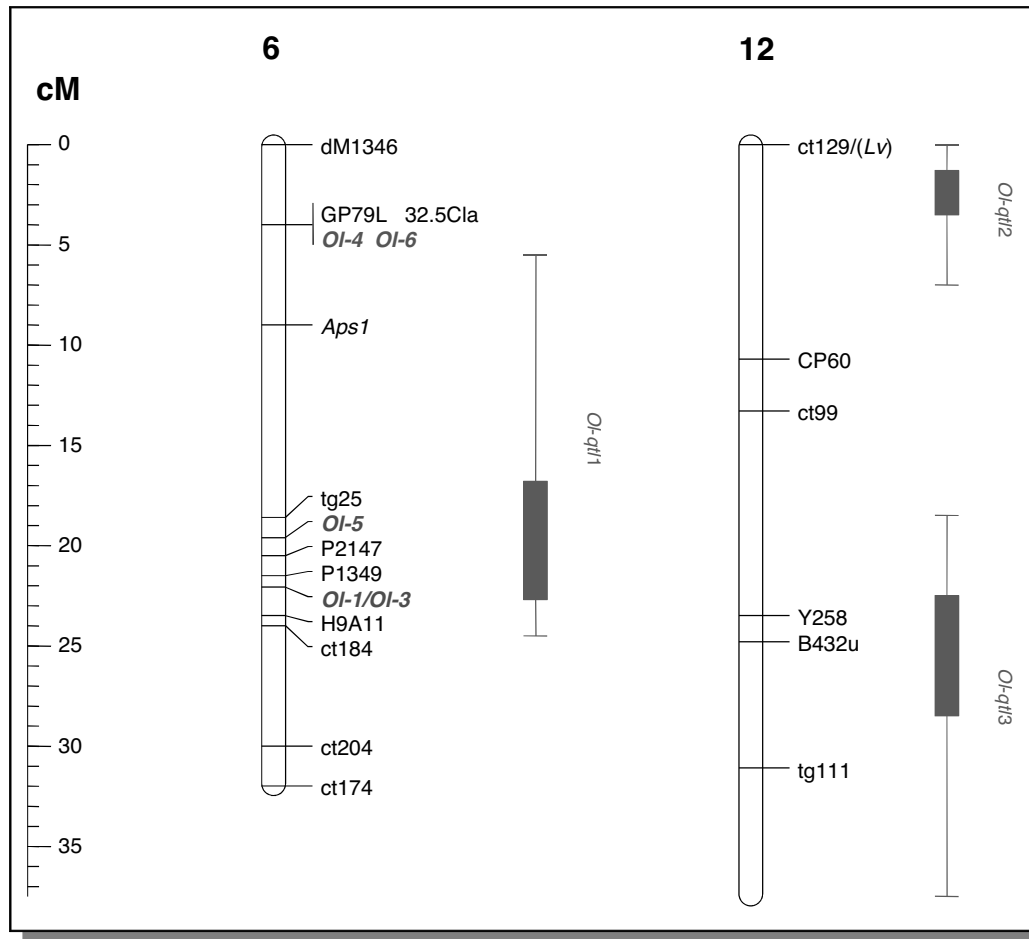 6
12
cM
0
5
10
15
20
25
30
35
dM1346
GP79L 32.5Cla
Ol-4 Ol-6
Aps1
tg25
Ol-5
P2147
P1349
Ol-1/Ol-3
H9A11
ct184
ct204
ct174
Ol-qtl1
ct129/(Lv)
CP60
ct99
Y258
B432u
tg111
Ol-qtl2
Ol-qtl3